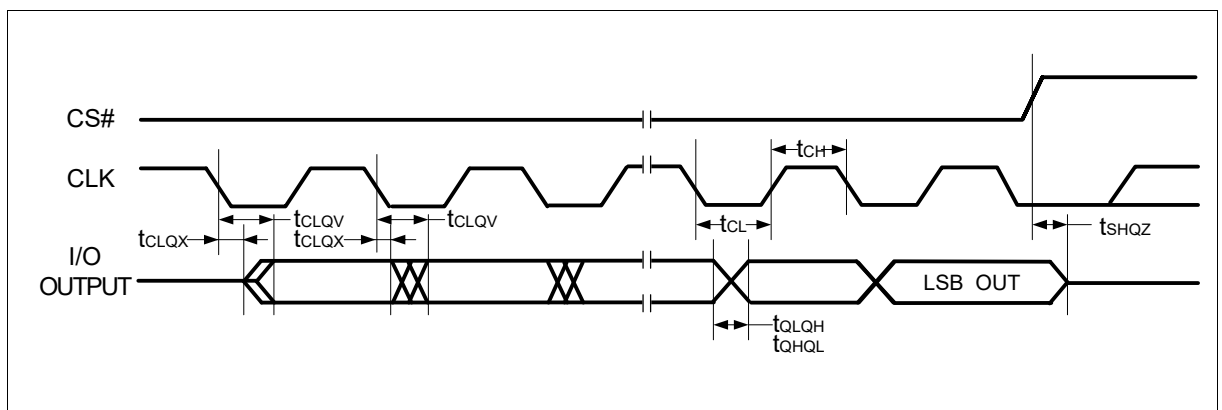 CS#
tCH
CLK
tCLQV
tCLQV
tCL
tCLQX
tCLQX
tSHQZ
I/O
OUTPUT
LSB OUT
tQLQH
tQHQL